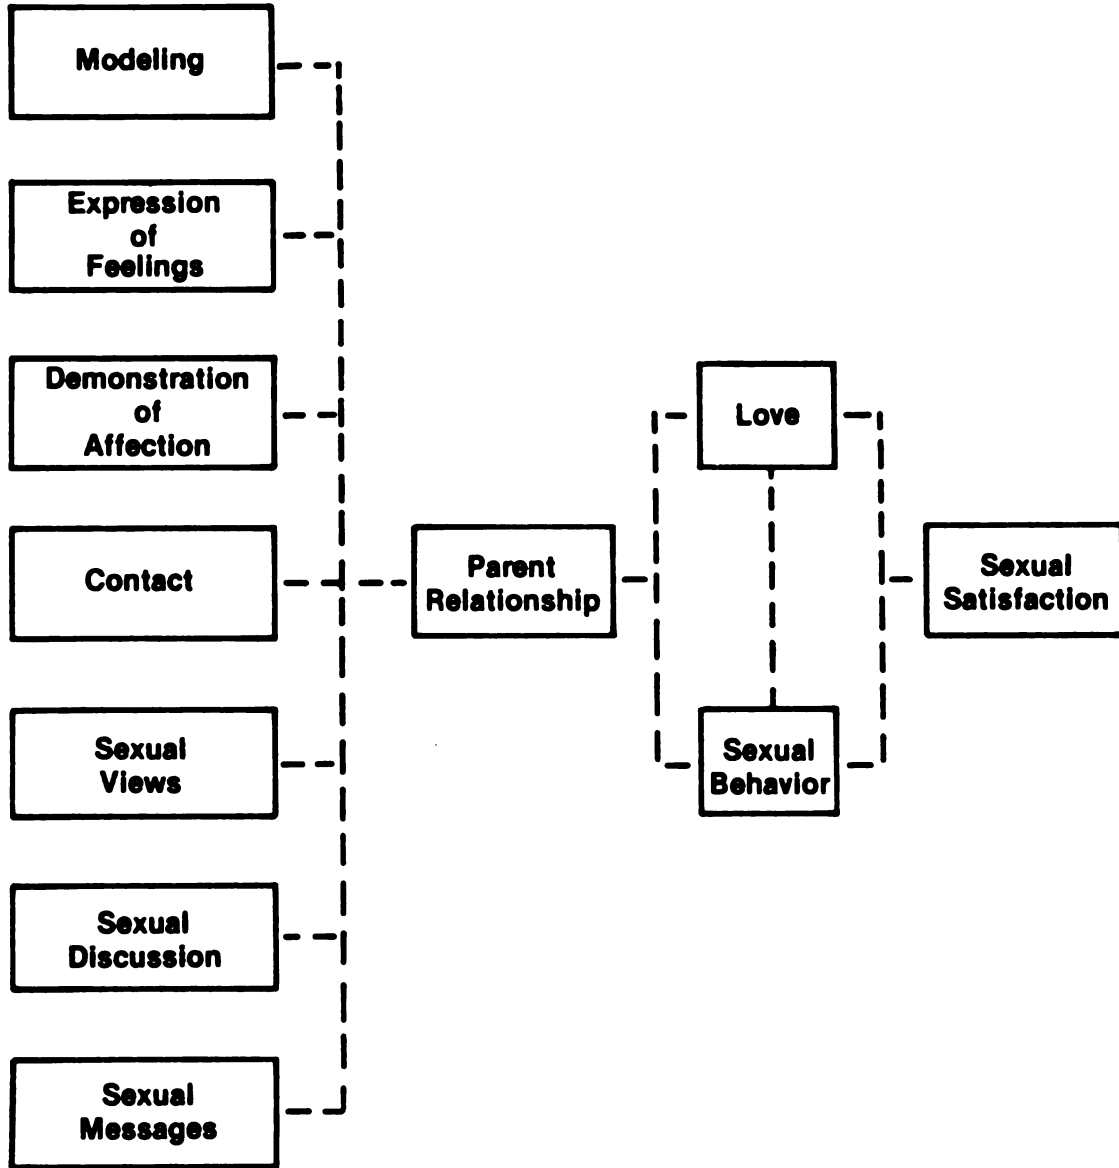 Modeling
Expression
of
Feelings
Demonstration
of
Affection
Contact
Sexual
Views
Sexual
Discussion
Sexual
Messages
Parent
Relationship
Love
Sexual
Behavior
Sexual
Satisfaction